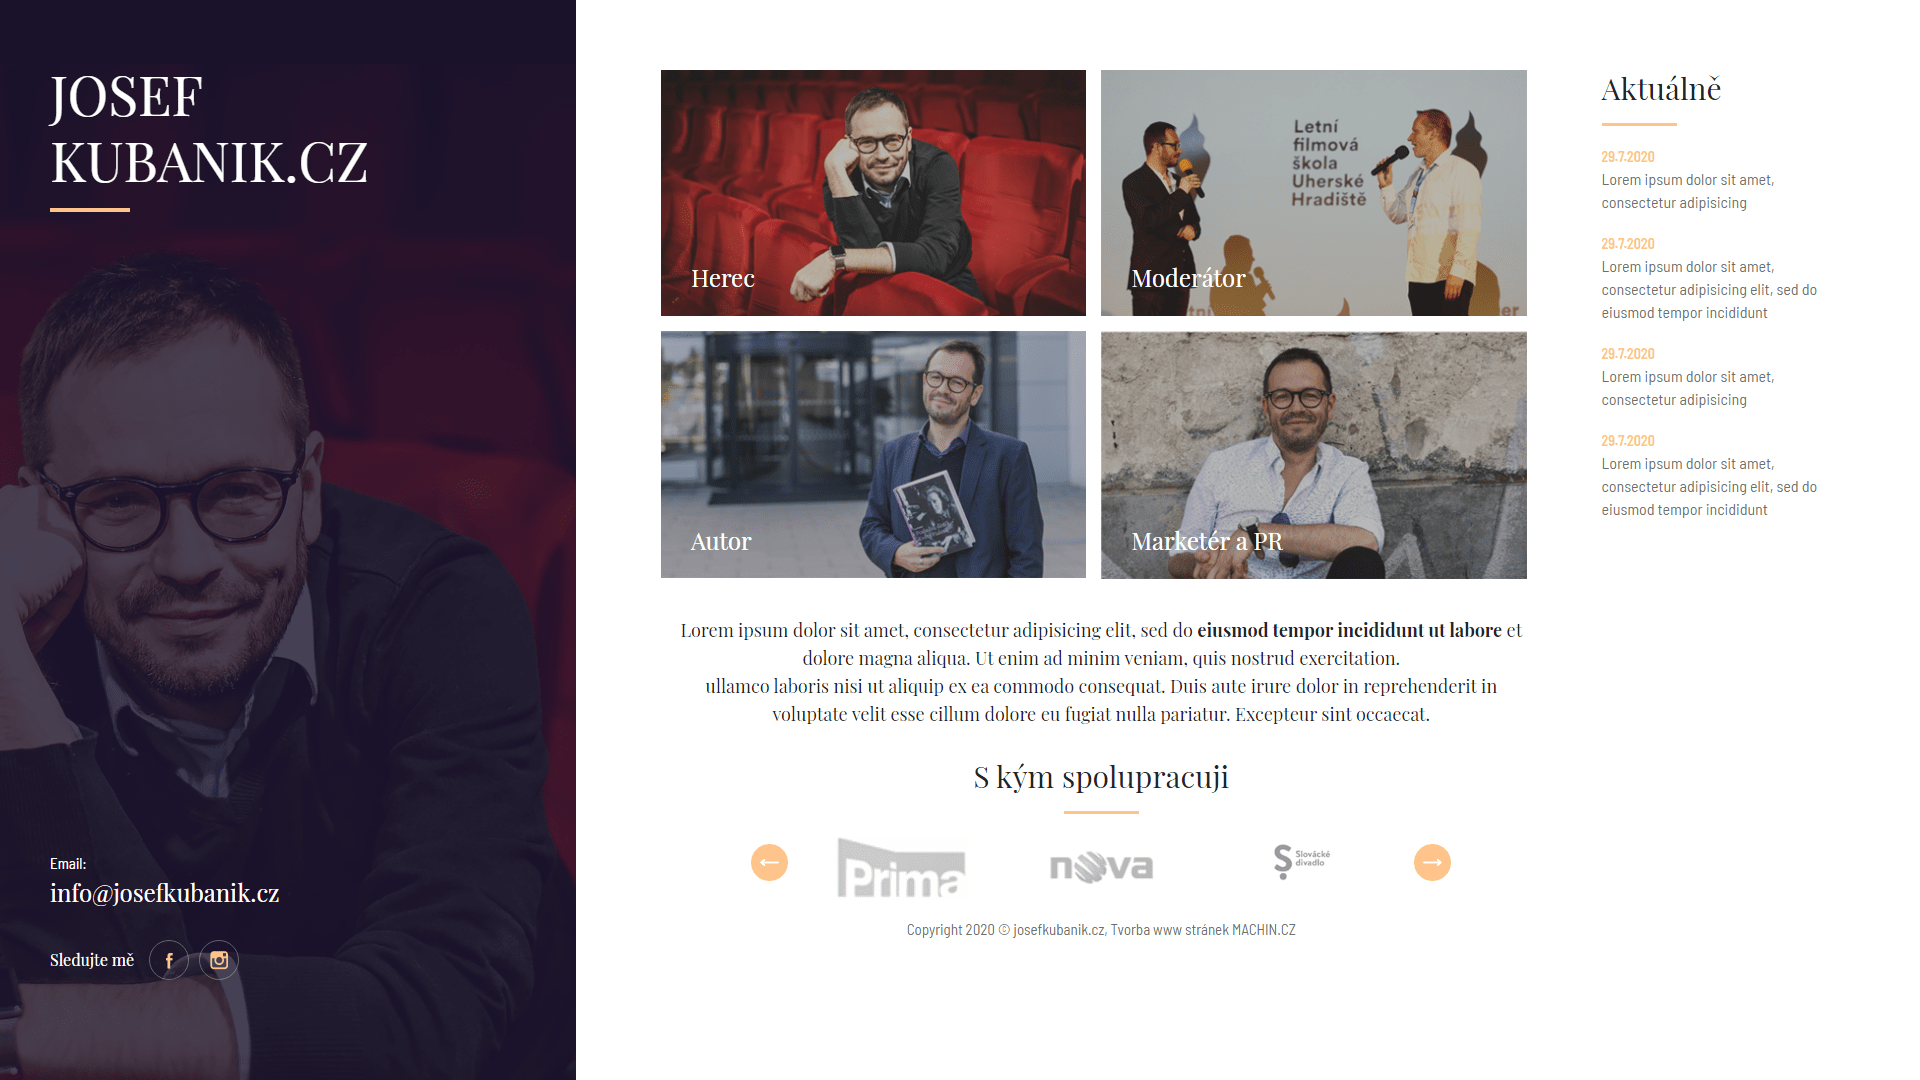 JOSEF
KUBANIK.CZ
Email:
info@josefkubanik.cz
Sledujte mě
Herec
Letní
filmová
škola
Uherské
Hradiště
Moderátor
Autor
Marketér a PR
Lorem ipsum dolor sit amet, consectetur adipisicing elit, sed do eiusmod tempor incididunt ut labore et
dolore magna aliqua. Ut enim ad minim veniam, quis nostrud exercitation.
ullamco laboris nisi ut aliquip ex ea commodo consequat. Duis aute irure dolor in reprehenderit in
voluptate velit esse cillum dolore eu fugiat nulla pariatur. Excepteur sint occaecat.
S kým spolupracuji
Prima
nova
Slovácké
divadlo
Copyright 2020 © josefkubanik.cz, Tvorba www stránek MACHIN.CZ
Aktuálně
29.7.2020
Lorem ipsum dolor sit amet,
consectetur adipisicing
29.7.2020
Lorem ipsum dolor sit amet,
consectetur adipisicing elit, sed do
eiusmod tempor incididunt
29.7.2020
Lorem ipsum dolor sit amet,
consectetur adipisicing
29.7.2020
Lorem ipsum dolor sit amet,
consectetur adipisicing elit, sed do
eiusmod tempor incididunt